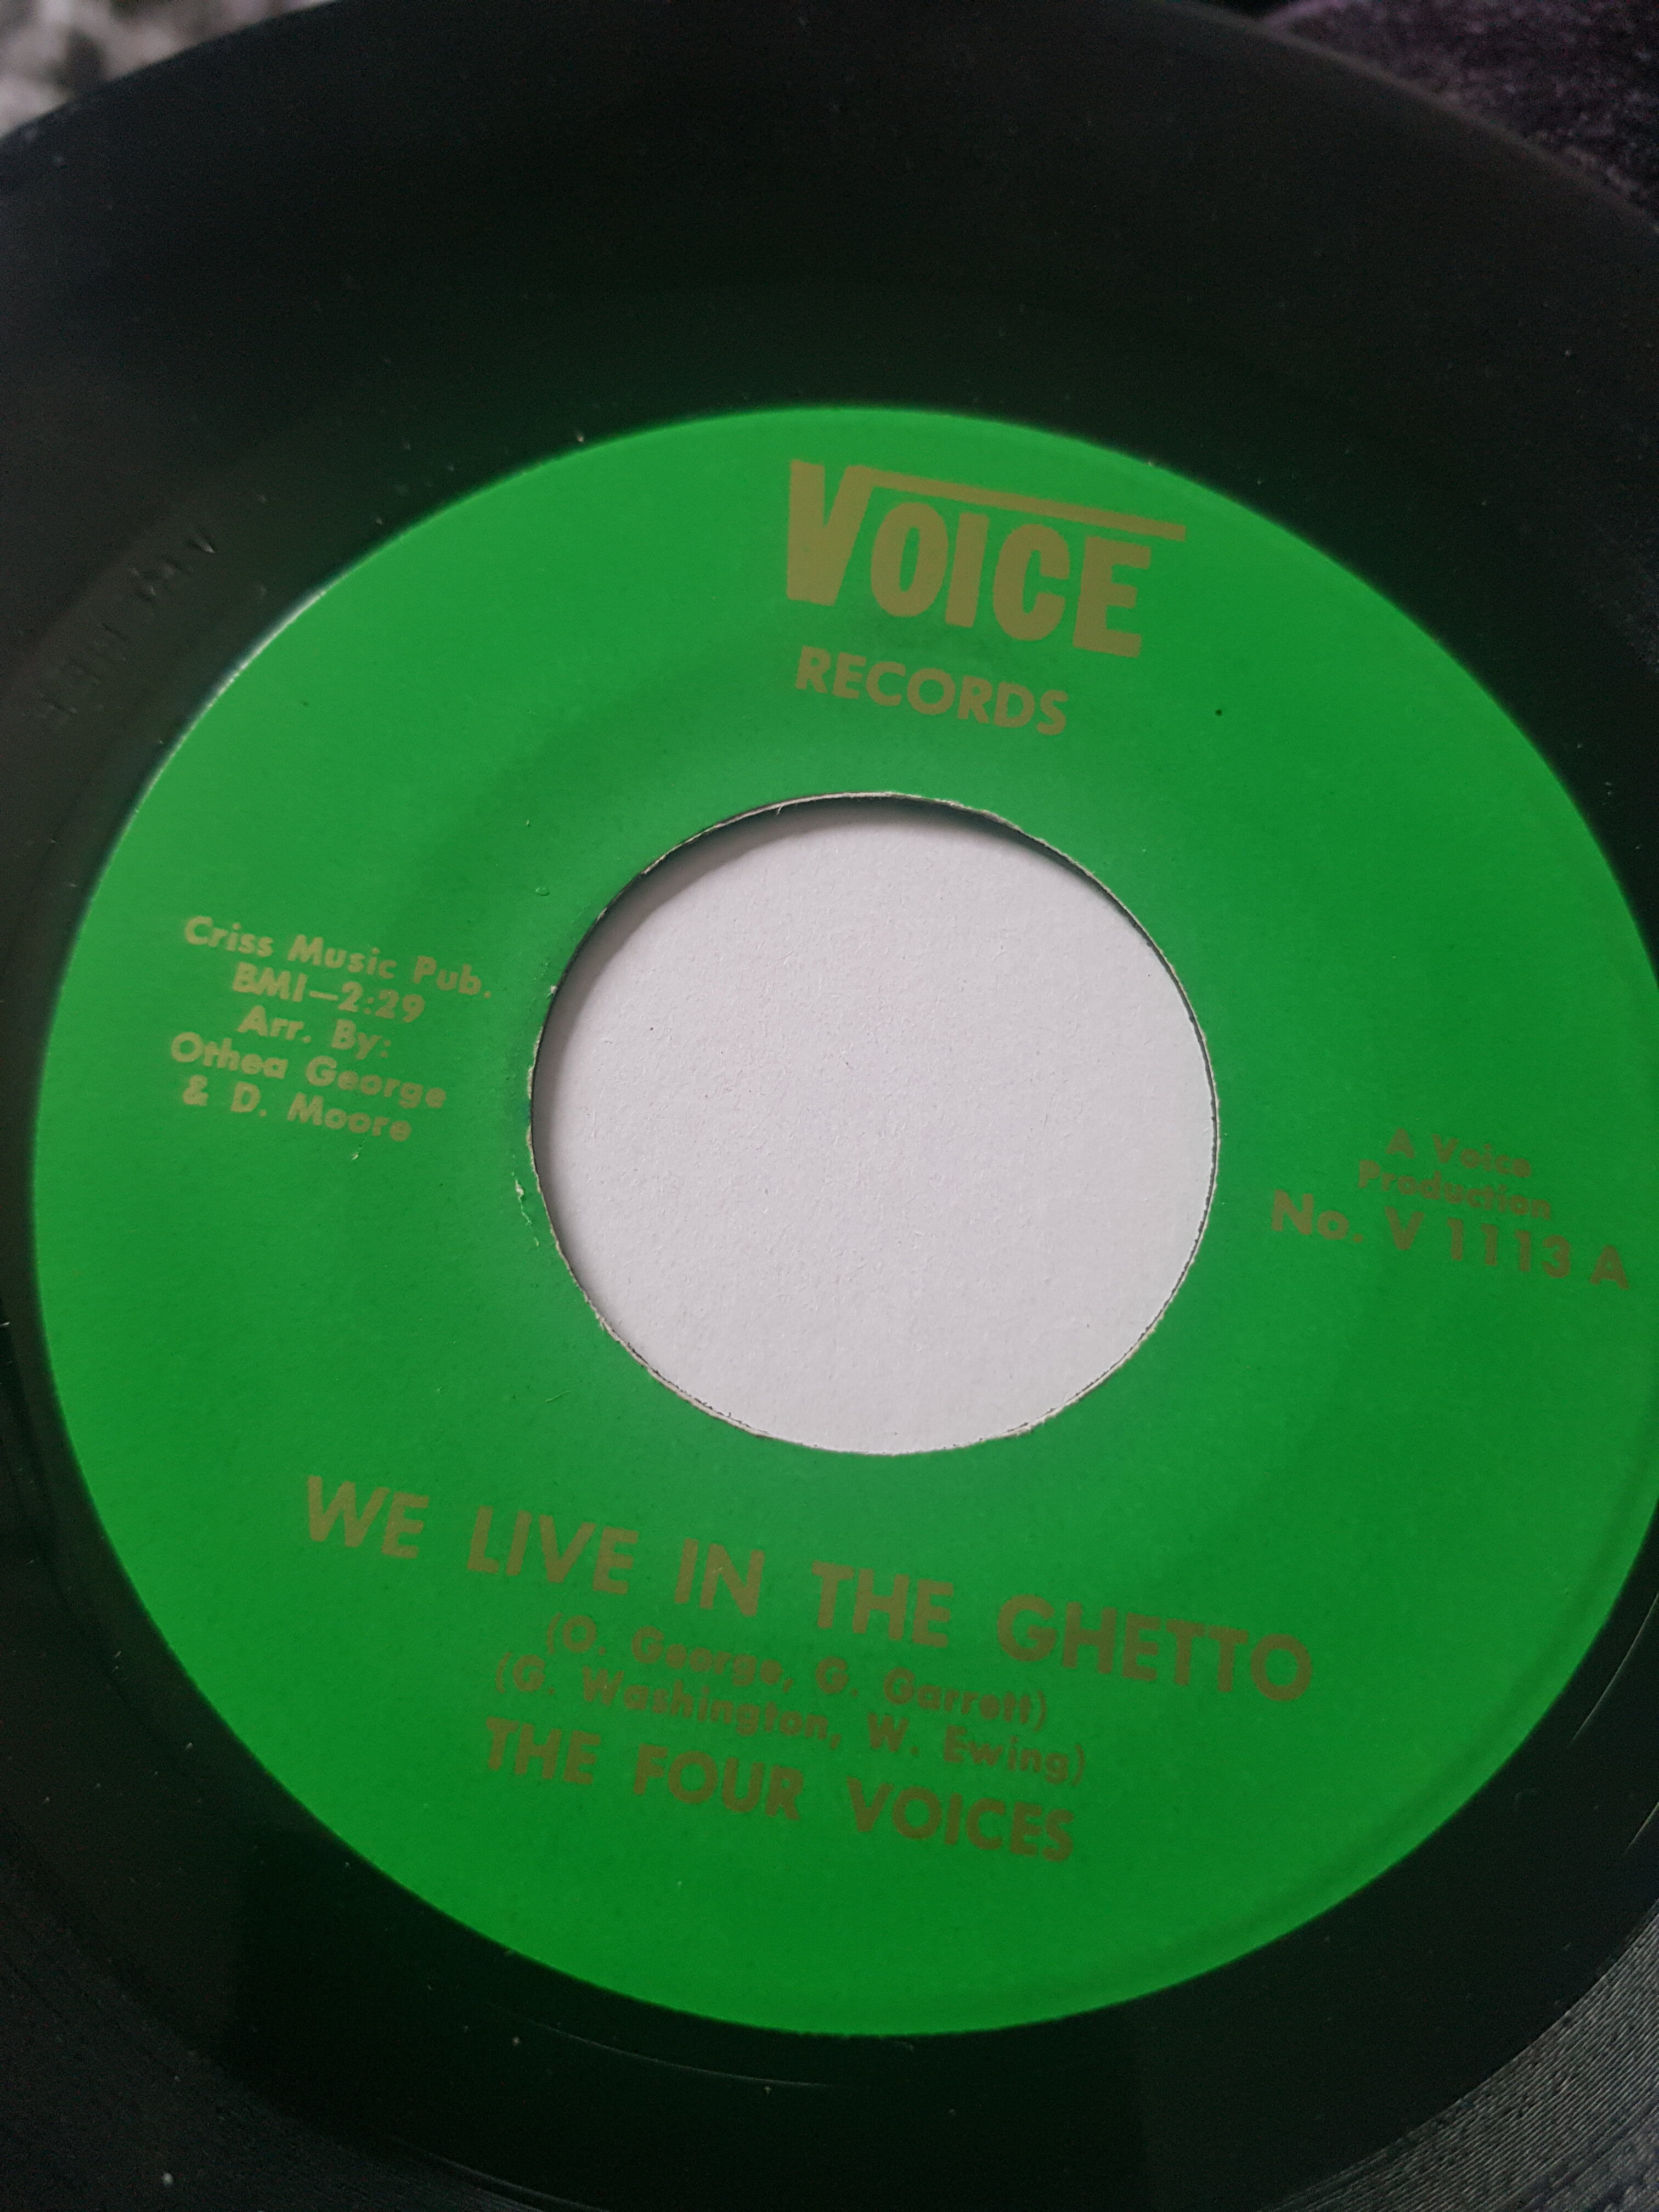 VOICE
RECORDS
Criss Music Pub.
BMI—2:29
Arr. By:
Othea George
& D. Moore
A Voice
Production
No. V 1113 A
WE LIVE IN THE GHETTO
(O. George, G. Garrett)
(G. Washington, W. Ewing)
THE FOUR VOICES